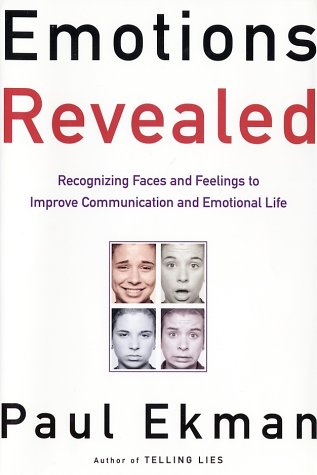 Emotions
Revealed
Recognizing Faces and Feelings to
Improve Communication and Emotional Life
Paul Ekman
Author of TELLING LIES